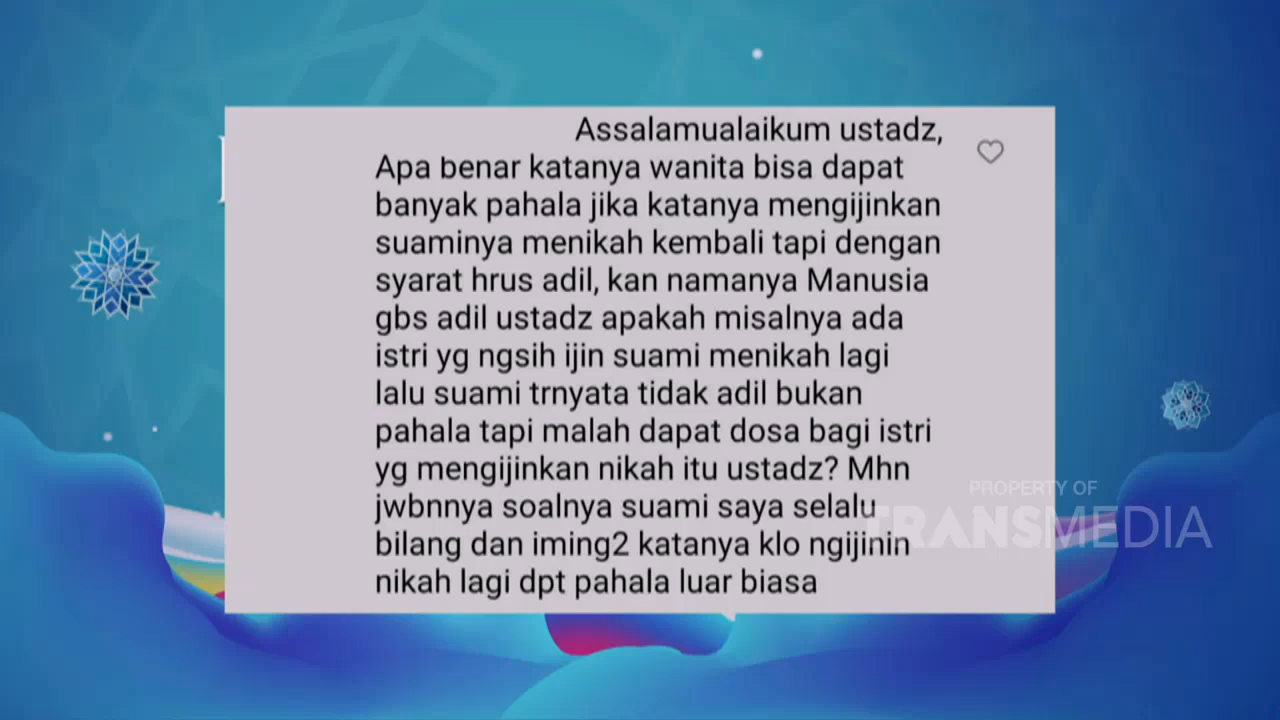 Assalamualaikum ustadz,
Apa benar katanya wanita bisa dapat
banyak pahala jika katanya mengijinkan
suaminya menikah kembali tapi dengan
syarat hrus adil, kan namanya Manusia
gbs adil ustadz apakah misalnya ada
istri yg ngsih ijin suami menikah lagi
lalu suami trnyata tidak adil bukan
pahala tapi malah dapat dosa bagi istri
yg mengijinkan nikah itu ustadz? Mhn
jwbnnya soalnya suami saya selalu
bilang dan iming2 katanya klo ngijinin
nikah lagi dpt pahala luar biasa
PROPERTY OF
TRANSMEDIA